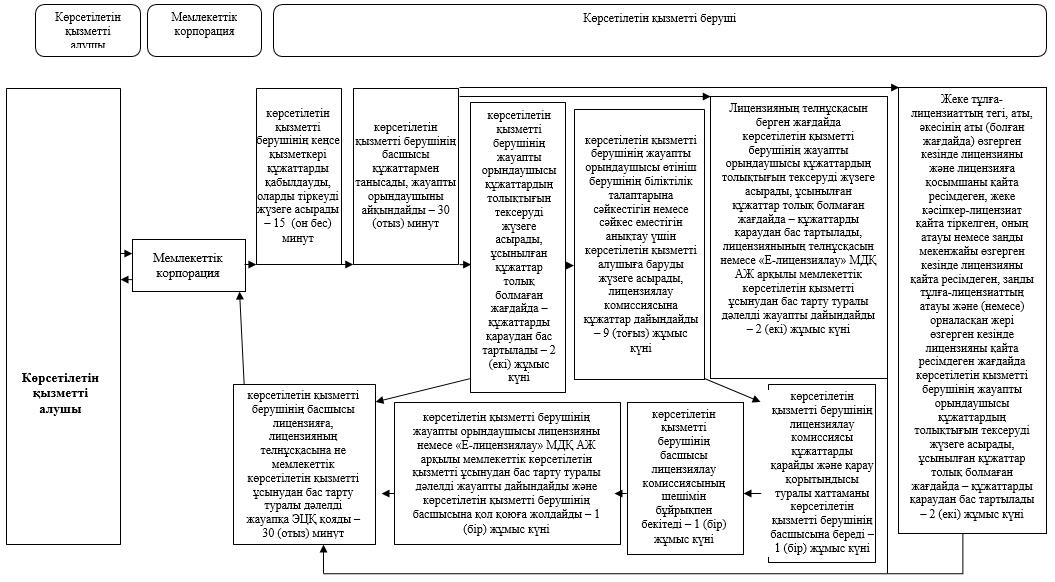 Көрсетілетін
қызметті
алушы
Мемлекеттік
корпорация
Көрсетілетін қызметті беруші
Көрсетілетін
қызметті
алушы
Мемлекеттік
корпорация
көрсетілетін
қызметті
берушінің кеңсе
қызметкері
құжаттарды
қабылдауды,
оларды тіркеуді
жүзеге асырады
– 15  (он бес)
минут
көрсетілетін
қызметті берушінің
басшысы
құжаттармен
танысады, жауапты
орындаушыны
айқындайды – 30
(отыз) минут
көрсетілетін
қызметті
берушінің
жауапты
орындаушысы
құжаттардың
толықтығын
тексеруді
жүзеге
асырады,
ұсынылған
құжаттар
толық
болмаған
жағдайда –
құжаттарды
қараудан бас
тартылады – 2
(екі) жұмыс
күні
көрсетілетін қызметті
берушінің жауапты
орындаушысы өтініш
берушінің біліктілік
талаптарына
сәйкестігін немесе
сәйкес еместігін
анықтау үшін
көрсетілетін қызметті
алушыға баруды
жүзеге асырады,
лицензиялау
комиссиясына
құжаттар дайындайды
– 9 (тоғыз) жұмыс
күні
Лицензияның телнұсқасын
берген жағдайда
көрсетілетін қызметті
берушінің жауапты
орындаушысы құжаттардың
толықтығын тексеруді жүзеге
асырады, ұсынылған
құжаттар толық болмаған
жағдайда – құжаттарды
қараудан бас тартылады,
лицензиянының телнұсқасын
немесе «Е-лицензиялау» МДҚ
АЖ арқылы мемлекеттік
көрсетілетін қызметті
ұсынудан бас тарту туралы
дәлелді жауапты дайындайды
– 2 (екі) жұмыс күні
Жеке тұлға-
лицензиаттың тегі, аты,
әкесінің аты (болған
жағдайда) өзгерген
кезінде лицензияны
және лицензияға
қосымшаны қайта
ресімдеген, жеке
кәсіпкер-лицензиат
қайта тіркелген, оның
атауы немесе заңды
мекенжайы өзгерген
кезінде лицензияны
қайта ресімдеген, заңды
тұлға-лицензиаттың
атауы және (немесе)
орналасқан жері
өзгерген кезінде
лицензияны қайта
ресімдеген жағдайда
көрсетілетін қызметті
берушінің жауапты
орындаушысы
құжаттардың
толықтығын тексеруді
жүзеге асырады,
ұсынылған құжаттар
толық болмаған
жағдайда – құжаттарды
қараудан бас тартылады
– 2 (екі) жұмыс күні
көрсетілетін қызметті
берушінің басшысы
лицензияға,
лицензияның
телнұсқасына не
мемлекеттік
көрсетілетін қызметті
ұсынудан бас тарту
туралы дәлелді
жауапқа ЭЦҚ қояды –
30 (отыз) минут
көрсетілетін қызметті берушінің
жауапты орындаушысы лицензияны
немесе «Е-лицензиялау» МДҚ АЖ
арқылы мемлекеттік көрсетілетін
қызметті ұсынудан бас тарту туралы
дәлелді жауапты дайындайды және
көрсетілетін қызметті берушінің
басшысына қол қоюға жолдайды – 1
(бір) жұмыс күні
көрсетілетін
қызметті
берушінің
басшысы
лицензиялау
комиссиясының
шешімін
бұйрықпен
бекітеді – 1 (бір)
жұмыс күні
көрсетілетін
қызметті берушінің
лицензиялау
комиссиясы
құжаттарды
қарайды және қарау
қорытындысы
туралы хаттаманы
көрсетілетін
қызметті берушінің
басшысына береді –
1 (бір) жұмыс күні